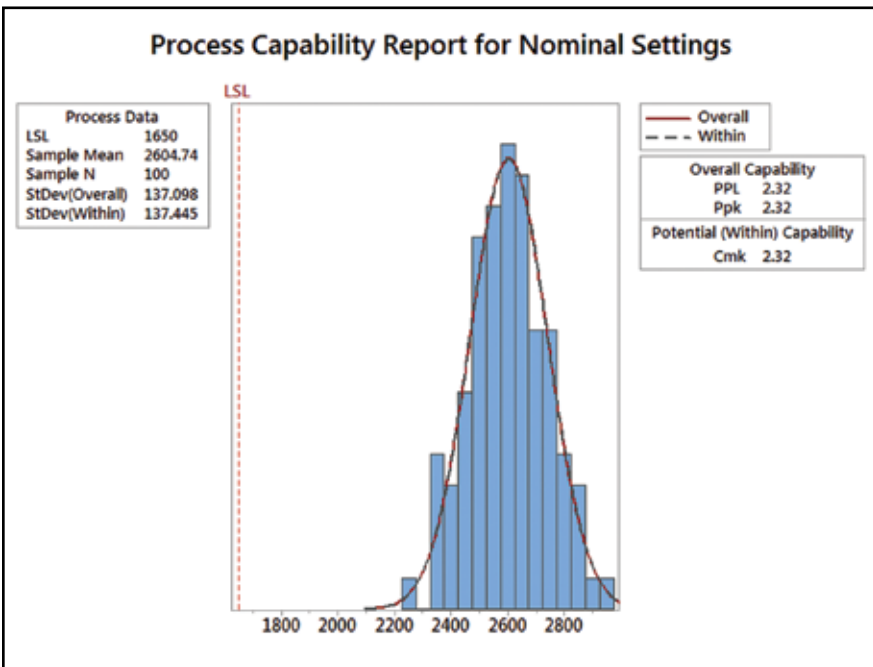 Process Capability Report for Nominal Settings
LSL
Process Data
LSL 1650
Sample Mean 2604.74
Sample N 100
StDev(Overall) 137.098
StDev(Within) 137.445
Overall
Within
Overall Capability
PPL 2.32
Ppk 2.32
Potential (Within) Capability
Cmk 2.32
1800 2000 2200 2400 2600 2800